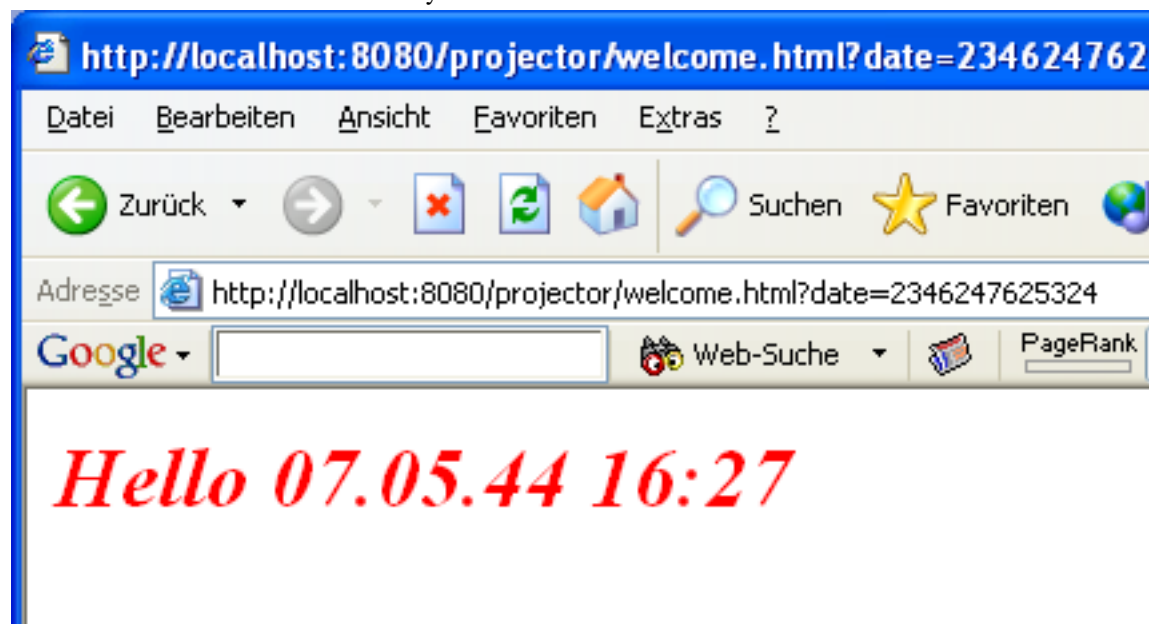 http://localhost:8080/projector/welcome.html?date=234624762
Datei Bearbeiten Ansicht Favoriten Extras ?
Zurück Suchen Favoriten
Adresse http://localhost:8080/projector/welcome.html?date=2346247625324
Google Web-Suche PageRank
Hello 07.05.44 16:27